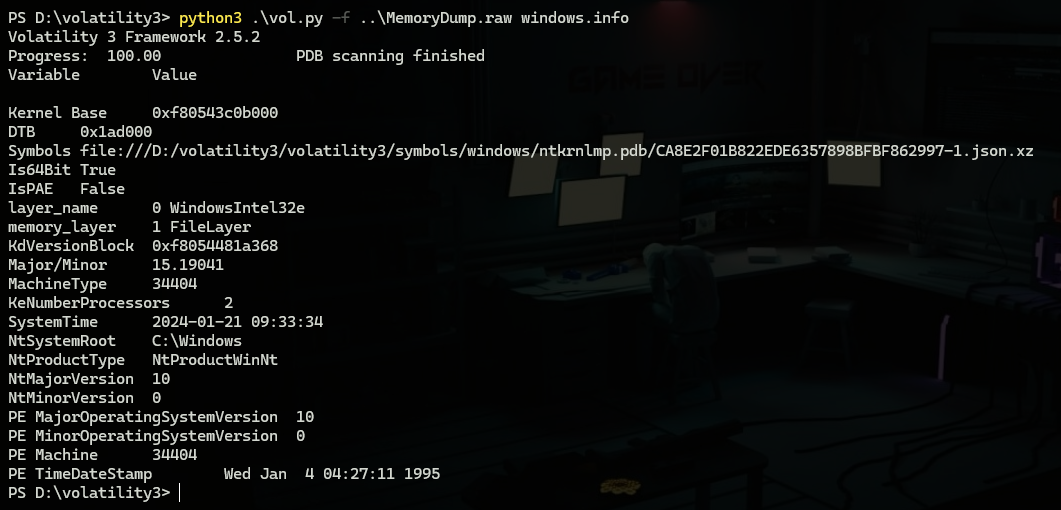 PS D:\volatility3> python3 .\vol.py -f ..\MemoryDump.raw windows.info
Volatility 3 Framework 2.5.2
Progress:  100.00               PDB scanning finished
Variable        Value
Kernel Base     0xf80543c0b000
DTB     0x1ad000
Symbols file:///D:/volatility3/volatility3/symbols/windows/ntkrnlmp.pdb/CA8E2F01B822EDE6357898BFBF862997-1.json.xz
Is64Bit True
IsPAE   False
layer_name      0 WindowsIntel32e
memory_layer    1 FileLayer
KdVersionBlock  0xf8054481a368
Major/Minor     15.19041
MachineType     34404
KeNumberProcessors      2
SystemTime      2024-01-21 09:33:34
NtSystemRoot    C:\Windows
NtProductType   NtProductWinNt
NtMajorVersion  10
NtMinorVersion  0
PE MajorOperatingSystemVersion  10
PE MinorOperatingSystemVersion  0
PE Machine      34404
PE TimeDateStamp        Wed Jan  4 04:27:11 1995
PS D:\volatility3>
GAME OVER